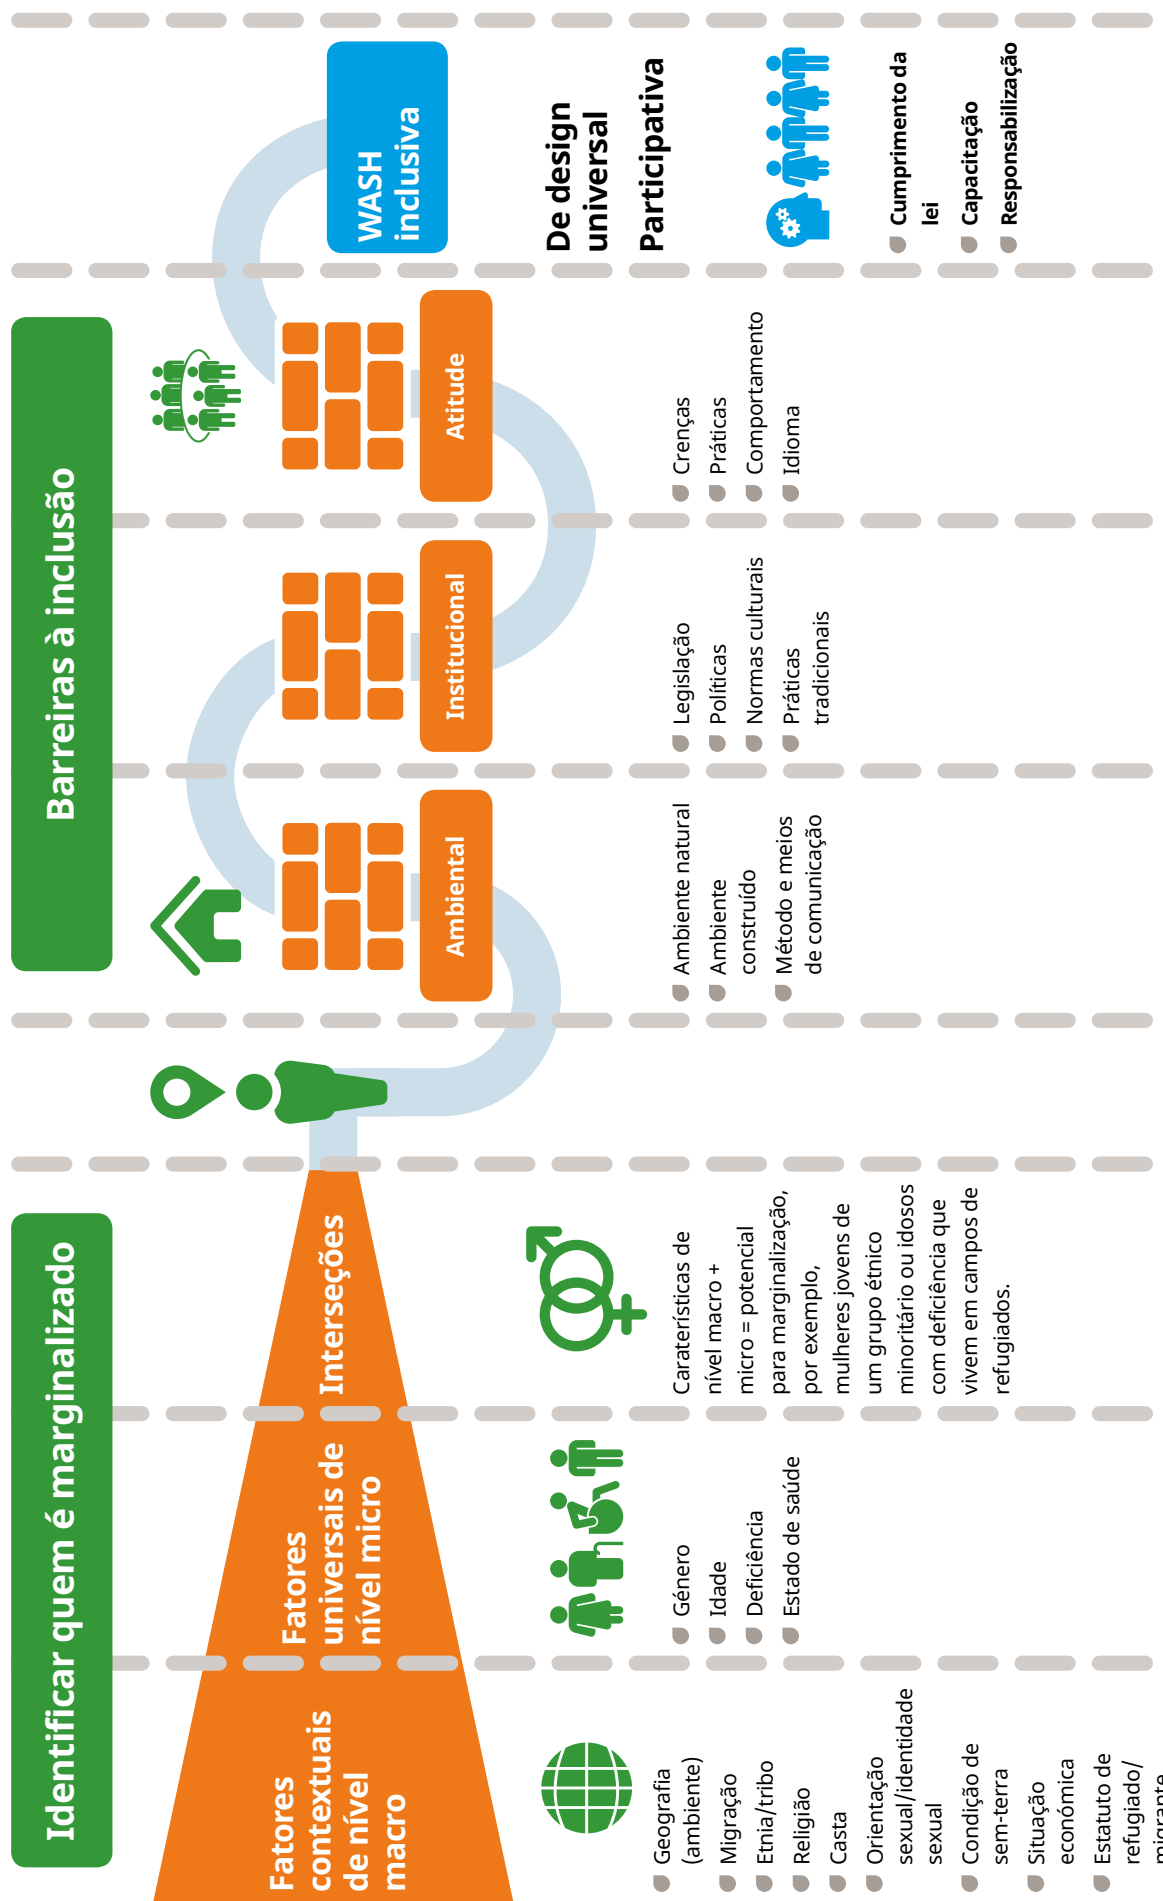 Identificar quem é marginalizado
Fatores
contextuais
de nível
macro
Geografia
(ambiente)
Migração
Etnia/tribo
Religião
Casta
Orientação
sexual/identidade
sexual
Condição de
sem-terra
Situação
económica
Estatuto de
refugiado/
migrante
Fatores
universais de
nível micro
Género
Idade
Deficiência
Estado de saúde
Interseções
Caraterísticas de
nível macro +
micro = potencial
para marginalização,
por exemplo,
mulheres jovens de
um grupo étnico
minoritário ou idosos
com deficiência que
vivem em campos de
refugiados.
Barreiras à inclusão
Ambiental
Ambiente natural
Ambiente
construído
Método e meios
de comunicação
Institucional
Legislação
Políticas
Normas culturais
Práticas
tradicionais
Atitude
Crenças
Práticas
Comportamento
Idioma
WASH
inclusiva
De design
universal
Participativa
Cumprimento da
lei
Capacitação
Responsabilização